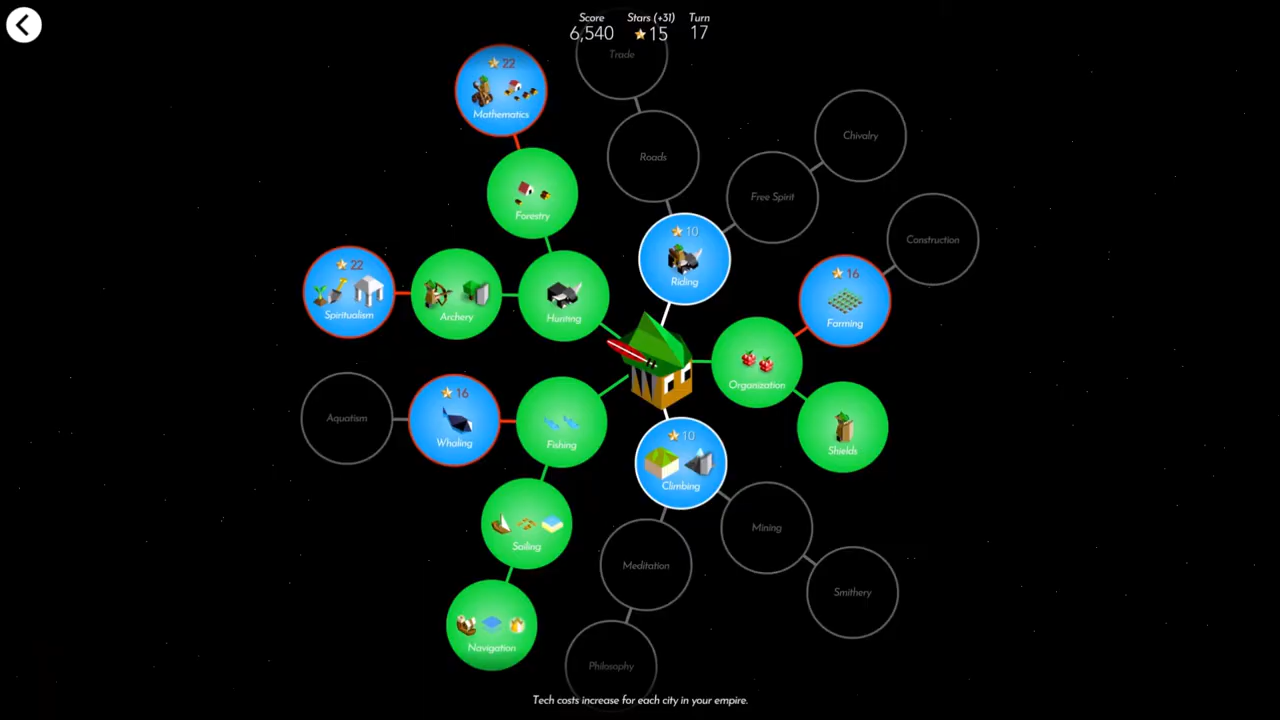 Score
6,540
Stars (+31)
15
Turn
17
Trade
22
Mathematics
Roads
Chivalry
Free Spirit
Forestry
10
Riding
Construction
22
Spiritualism
Archery
Hunting
16
Farming
Organization
Aquatism
16
Whaling
Fishing
10
Climbing
Shields
Sailing
Mining
Meditation
Smithery
Navigation
Philosophy
Tech costs increase for each city in your empire.